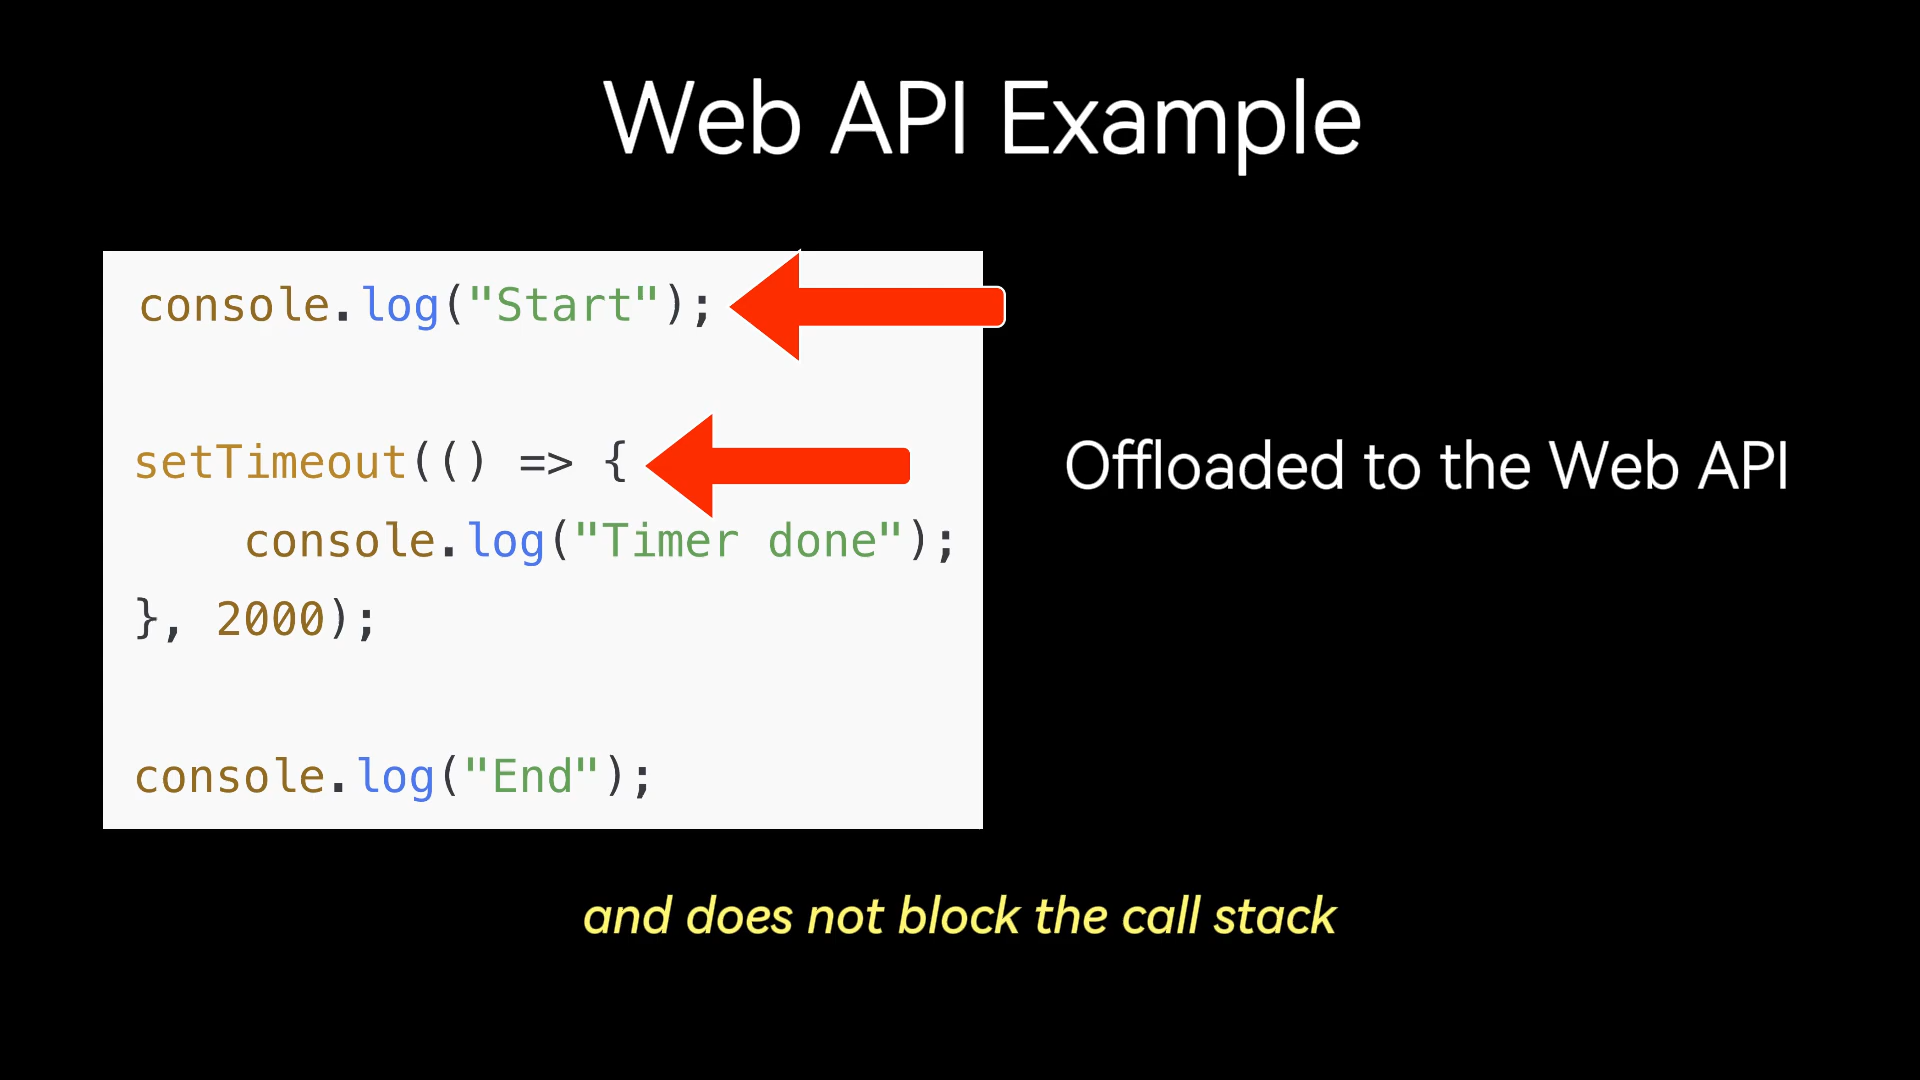 Web API Example
console.log("Start");
setTimeout(() => {
Offloaded to the Web API
    console.log("Timer done");
}, 2000);
console.log("End");
and does not block the call stack